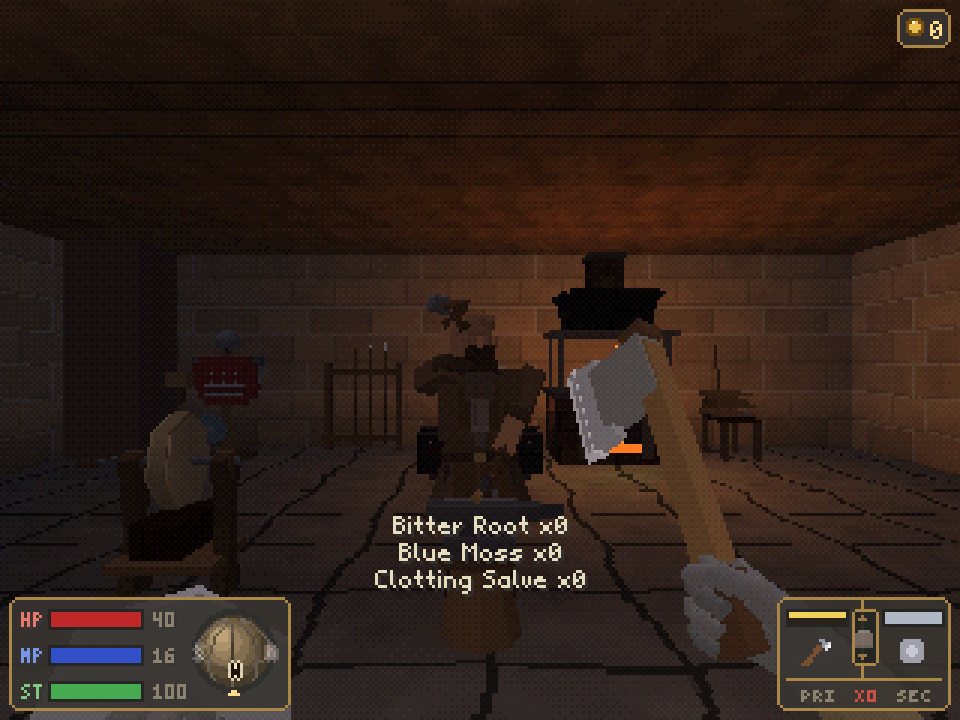 0
Bitter Root x0
Blue Moss x0
Clotting Salve x0
HP 40
MP 16
ST 100
N
PRI X0 SEC